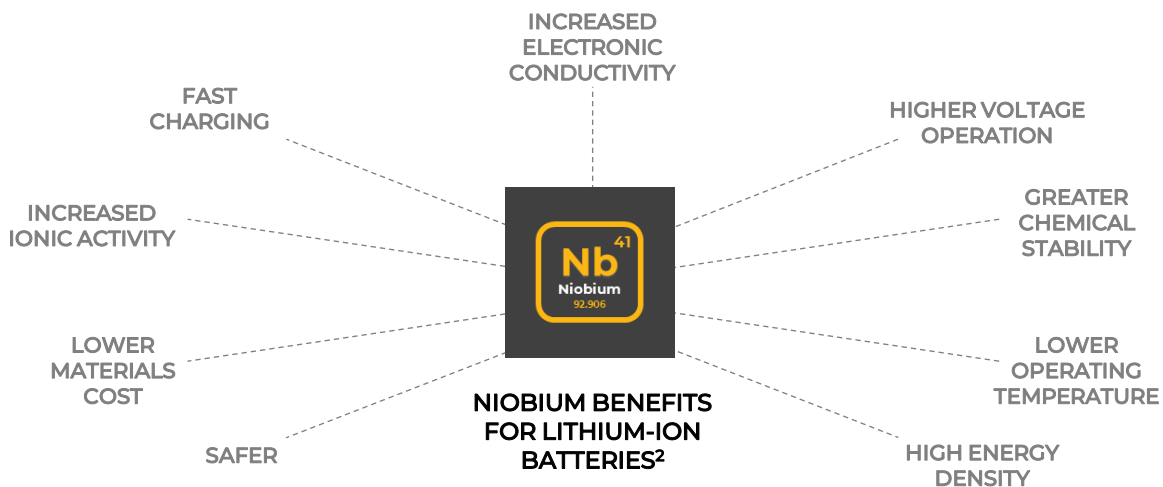 INCREASED
ELECTRONIC
CONDUCTIVITY
FAST
CHARGING
HIGHER VOLTAGE
OPERATION
INCREASED
IONIC ACTIVITY
GREATER
CHEMICAL
STABILITY
41
Nb
Niobium
92.906
LOWER
MATERIALS
COST
LOWER
OPERATING
TEMPERATURE
SAFER
NIOBIUM BENEFITS
FOR LITHIUM-ION
BATTERIES²
HIGH ENERGY
DENSITY